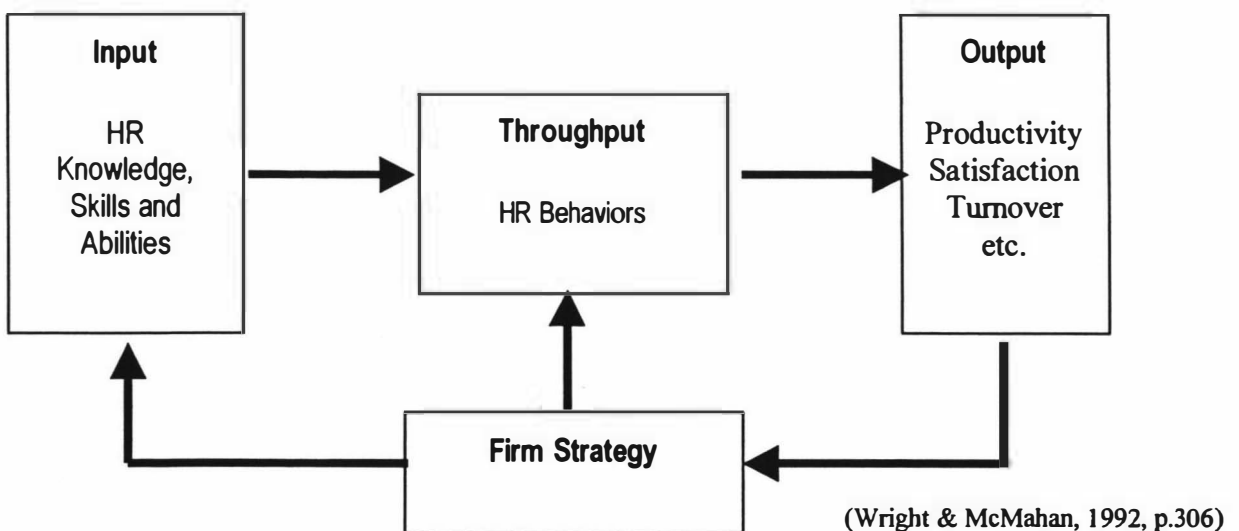 Input
HR
Knowledge,
Skills and
Abilities
Throughput
HR Behaviors
Output
Productivity
Satisfaction
Turnover
etc.
Firm Strategy
(Wright & McMahan, 1992, p.306)